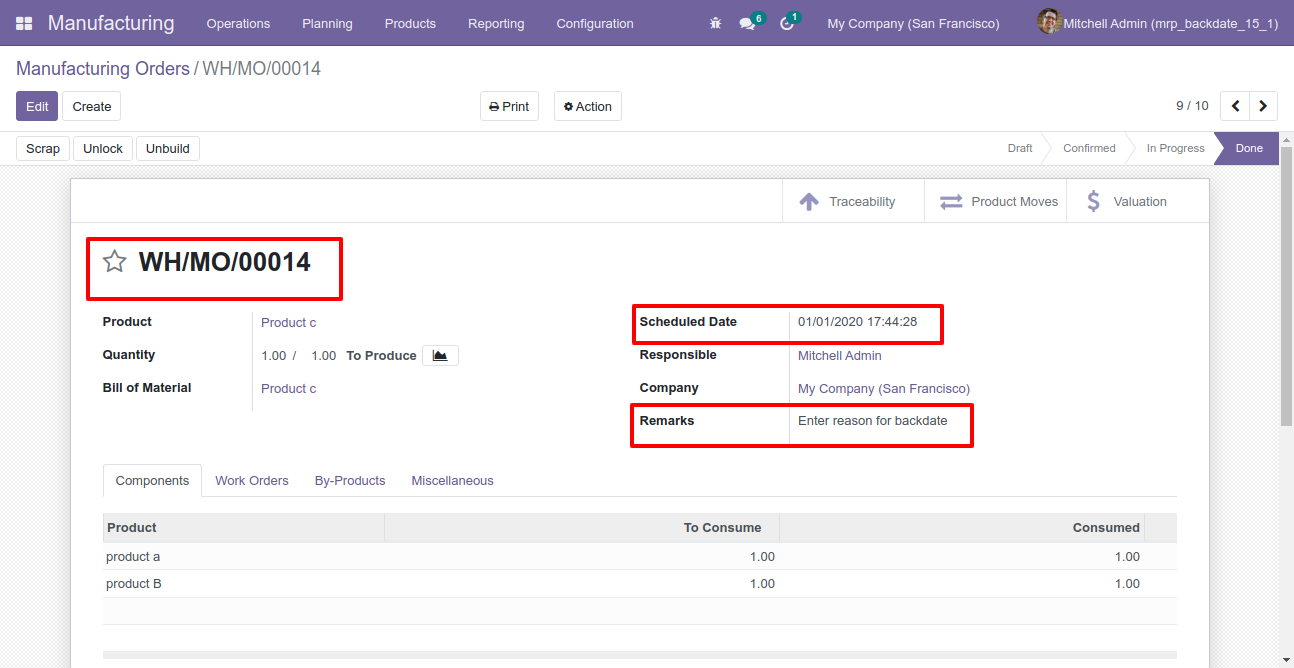 Manufacturing Operations Planning Products Reporting Configuration 6 1 My Company (San Francisco) Mitchell Admin (mrp_backdate_15_1)
Manufacturing Orders / WH/MO/00014
Edit Create Print Action 9 / 10
Scrap Unlock Unbuild Draft Confirmed In Progress Done
Traceability Product Moves Valuation
WH/MO/00014
Product Product c Scheduled Date 01/01/2020 17:44:28
Quantity 1.00 / 1.00 To Produce Responsible Mitchell Admin
Bill of Material Product c Company My Company (San Francisco)
Remarks Enter reason for backdate
Components Work Orders By-Products Miscellaneous
Product To Consume Consumed
product a 1.00 1.00
product B 1.00 1.00